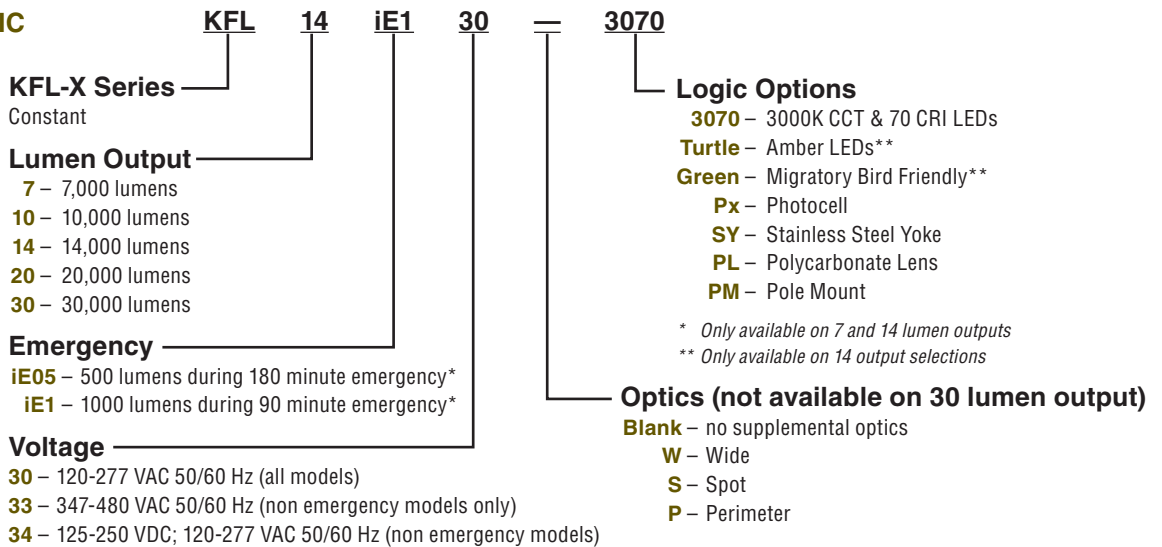 IC KFL 14 iE1 30 — 3070
KFL-X Series
Constant
Lumen Output
7 – 7,000 lumens
10 – 10,000 lumens
14 – 14,000 lumens
20 – 20,000 lumens
30 – 30,000 lumens
Emergency
iE05 – 500 lumens during 180 minute emergency*
iE1 – 1000 lumens during 90 minute emergency*
Voltage
30 – 120-277 VAC 50/60 Hz (all models)
33 – 347-480 VAC 50/60 Hz (non emergency models only)
34 – 125-250 VDC; 120-277 VAC 50/60 Hz (non emergency models)
Logic Options
3070 – 3000K CCT & 70 CRI LEDs
Turtle – Amber LEDs**
Green – Migratory Bird Friendly**
Px – Photocell
SY – Stainless Steel Yoke
PL – Polycarbonate Lens
PM – Pole Mount
* Only available on 7 and 14 lumen outputs
** Only available on 14 output selections
Optics (not available on 30 lumen output)
Blank – no supplemental optics
W – Wide
S – Spot
P – Perimeter